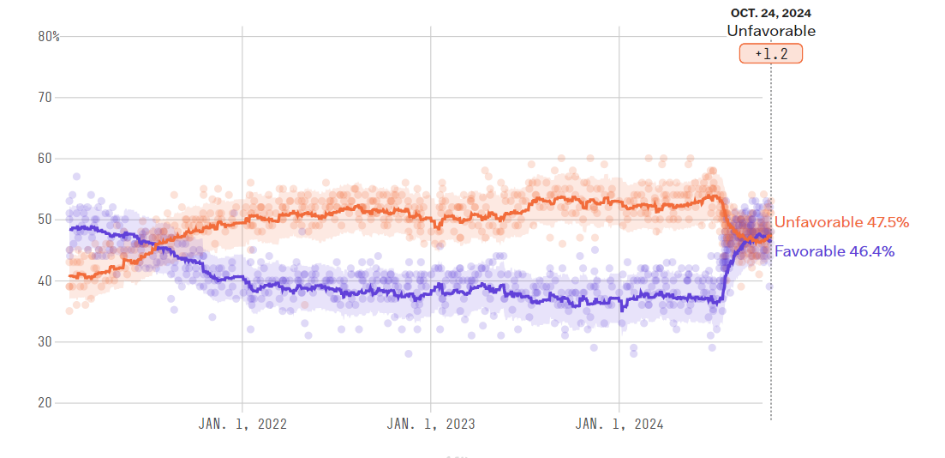 OCT. 24, 2024
Unfavorable
+1.2
80%
70
60
50
40
30
20
Unfavorable 47.5%
Favorable 46.4%
JAN. 1, 2022
JAN. 1, 2023
JAN. 1, 2024